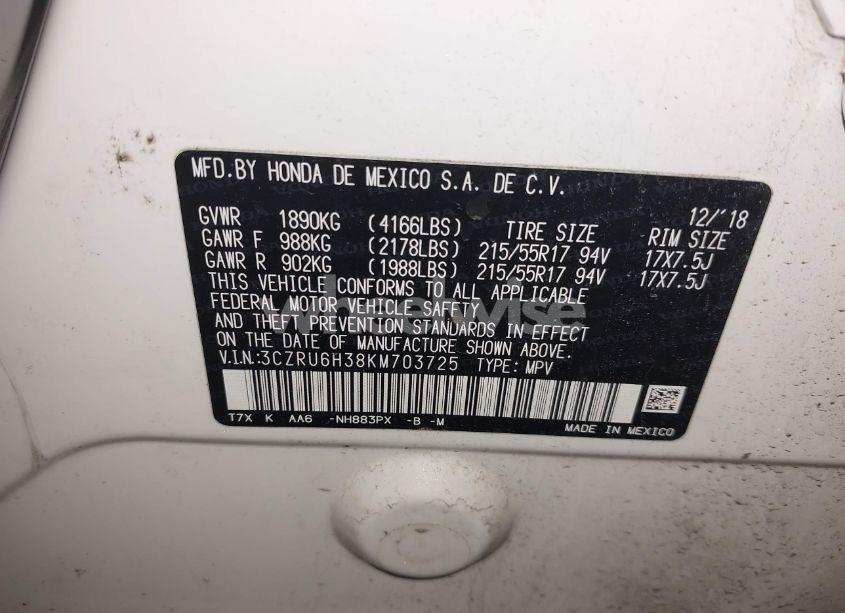 MFD.BY HONDA DE MEXICO S.A. DE C.V.
12/'18
GVWR 1890KG (4166LBS) TIRE SIZE RIM SIZE
GAWR F 988KG (2178LBS) 215/55R17 94V 17X7.5J
GAWR R 902KG (1988LBS) 215/55R17 94V 17X7.5J
THIS VEHICLE CONFORMS TO ALL APPLICABLE
FEDERAL MOTOR VEHICLE SAFETY
AND THEFT PREVENTION STANDARDS IN EFFECT
ON THE DATE OF MANUFACTURE SHOWN ABOVE.
V.I.N.:3CZRU6H38KM703725 TYPE: MPV
T7X K AA6 -NH883PX -B -M
MADE IN MEXICO